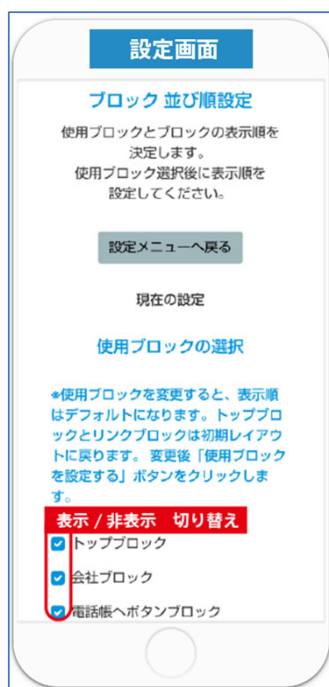 設定画面
ブロック 並び順設定
使用ブロックとブロックの表示順を
決定します。
使用ブロック選択後に表示順を
設定してください。
設定メニューへ戻る
現在の設定
使用ブロックの選択
※使用ブロックを変更すると、表示順
はデフォルトになります。トップブロ
ックとリンクブロックは初期レイアウ
トに戻ります。 変更後「使用ブロック
を設定する」ボタンをクリックしま
す。
表示 / 非表示 切り替え
トップブロック
会社ブロック
電話帳へボタンブロック